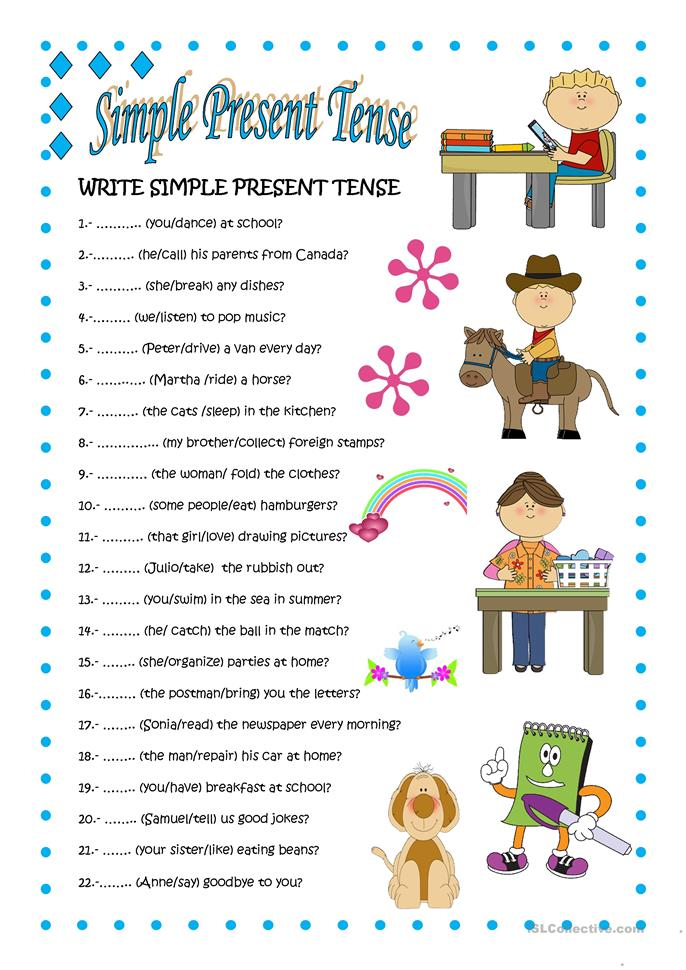 Simple Present Tense
WRITE SIMPLE PRESENT TENSE
1.- ……….. (you/dance) at school?
2.-………. (he/call) his parents from Canada?
3.- ……….. (she/break) any dishes?
4.-……… (we/listen) to pop music?
5.- ………. (Peter/drive) a van every day?
6.- ………... (Martha /ride) a horse?
7.- ………. (the cats /sleep) in the kitchen?
8.- …………... (my brother/collect) foreign stamps?
9.- ………... (the woman/ fold) the clothes?
10.- ………. (some people/eat) hamburgers?
11.- ………. (that girl/love) drawing pictures?
12.- ……… (Julio/take)  the rubbish out?
13.- ……… (you/swim) in the sea in summer?
14.- ……… (he/ catch) the ball in the match?
15.- …….. (she/organize) parties at home?
16.-……… (the postman/bring) you the letters?
17.- …….. (Sonia/read) the newspaper every morning?
18.- …….. (the man/repair) his car at home?
19.- …….. (you/have) breakfast at school?
20.- …….. (Samuel/tell) us good jokes?
21.- ……. (your sister/like) eating beans?
22.-…….. (Anne/say) goodbye to you?
iSLCollective.com